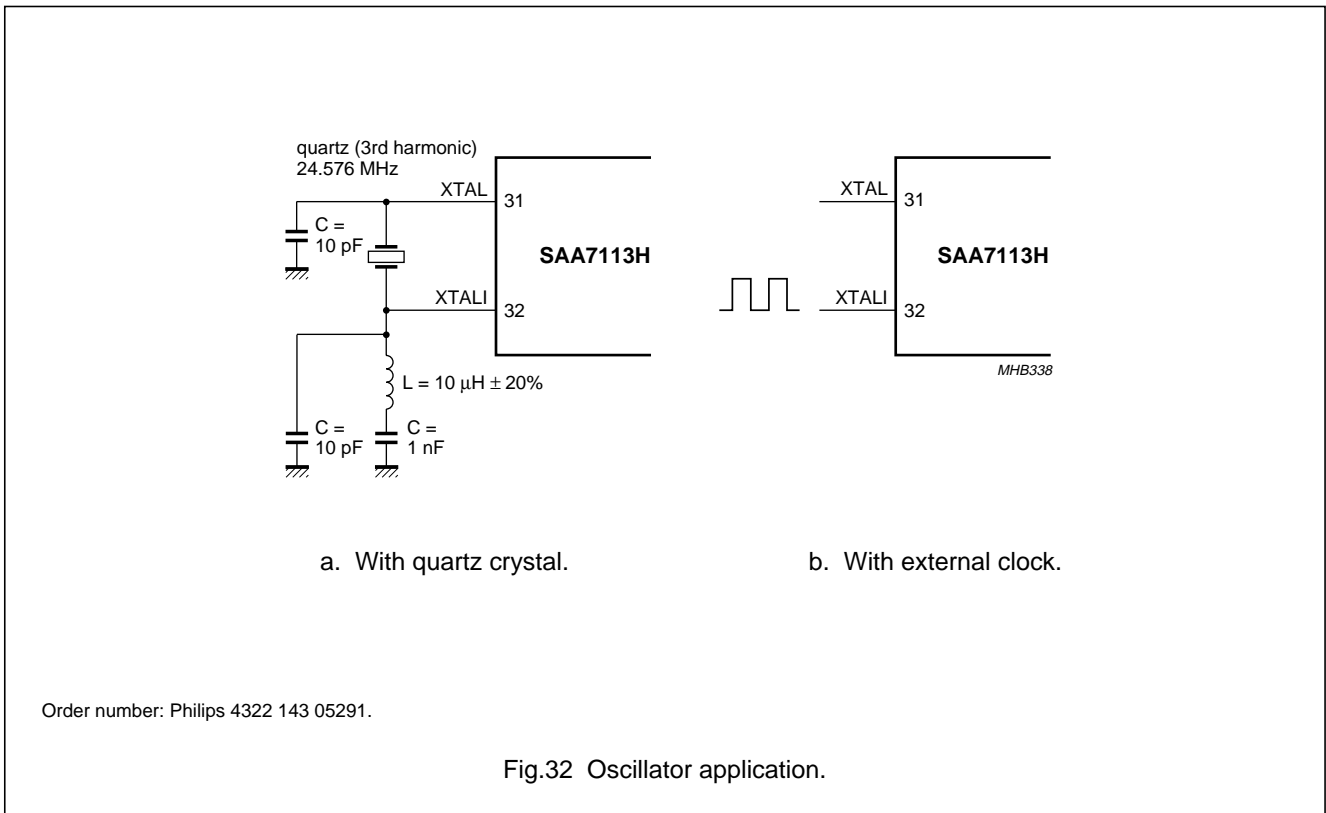 quartz (3rd harmonic)
24.576 MHz
XTAL
31
C =
10 pF
SAA7113H
XTALI
32
L = 10 μH ± 20%
C =
10 pF
C =
1 nF
XTAL
31
SAA7113H
XTALI
32
MHB338
a. With quartz crystal.
b. With external clock.
Order number: Philips 4322 143 05291.
Fig.32 Oscillator application.